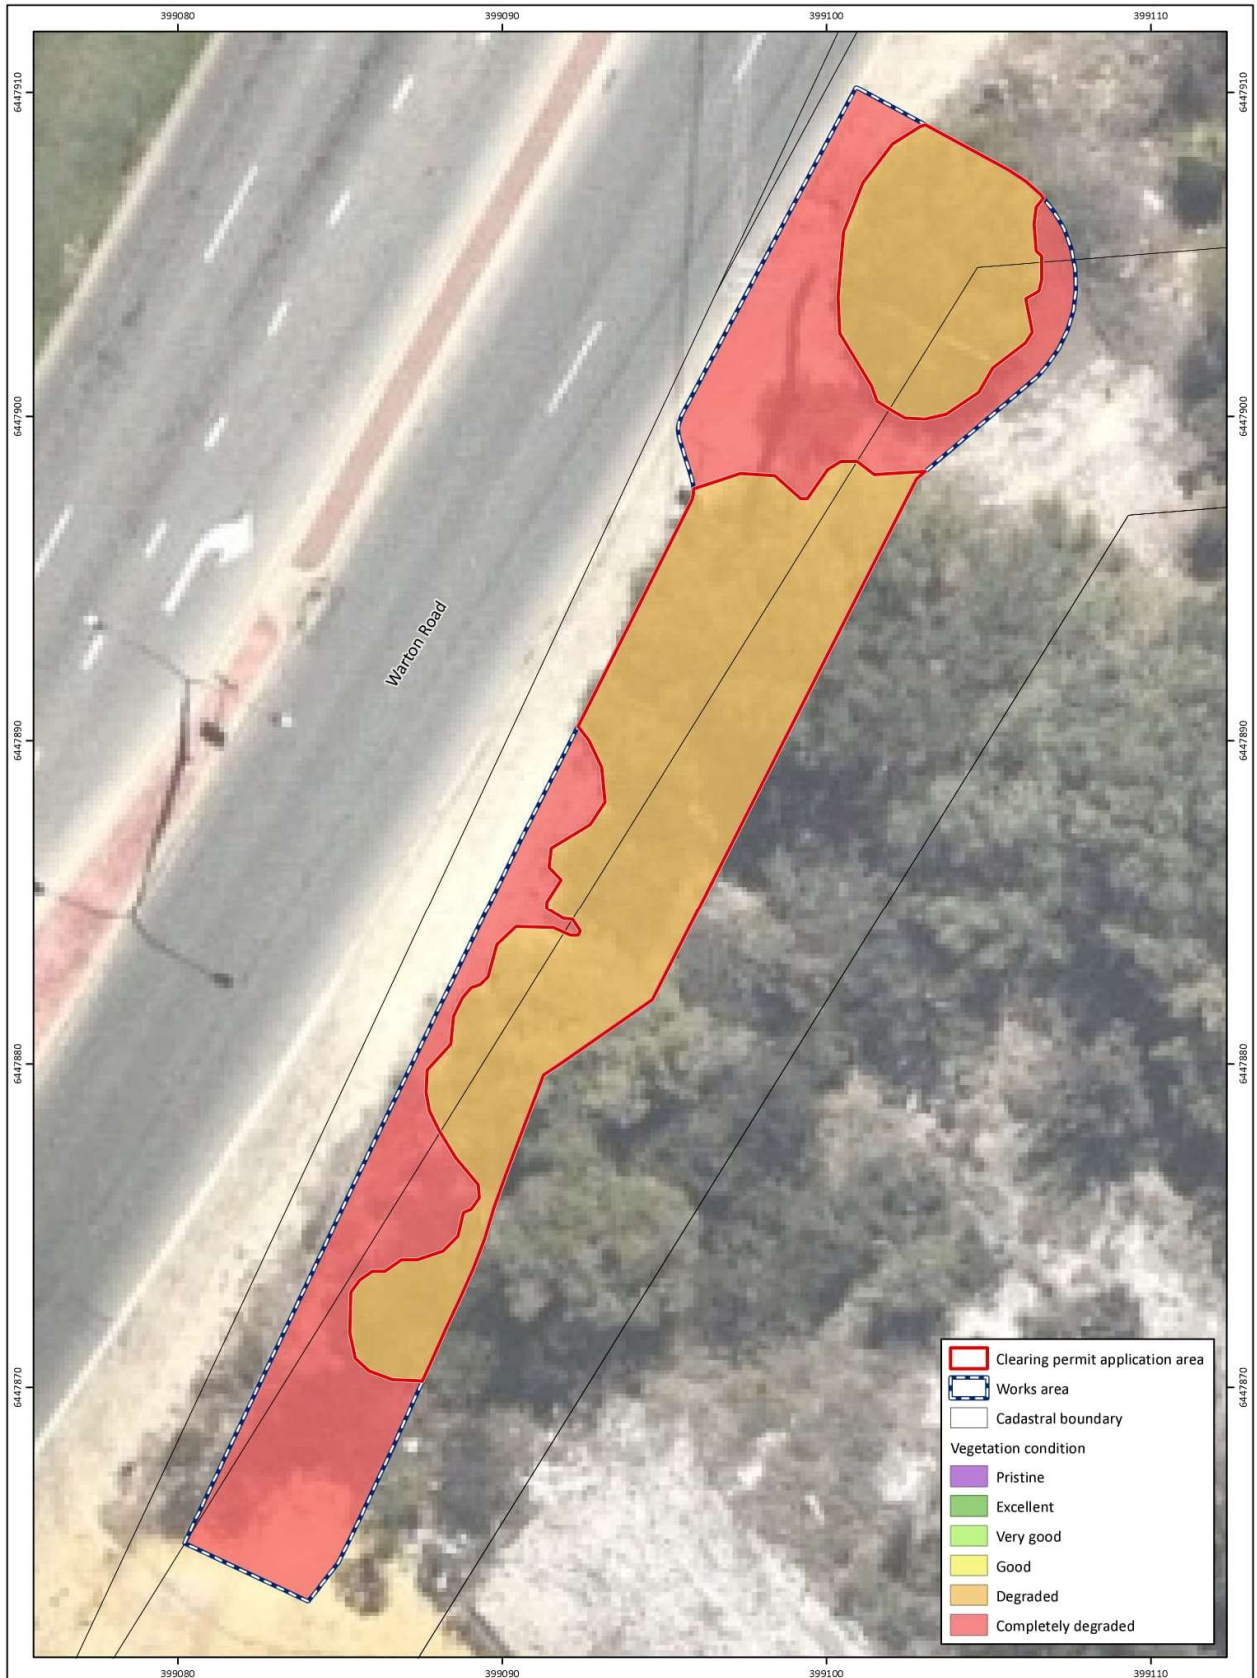 399080 399090 399100 399110
6447910 6447910
6447900 6447900
Warton Road
6447890 6447890
6447880 6447880
6447870 6447870
Clearing permit application area
Works area
Cadastral boundary
Vegetation condition
Pristine
Excellent
Very good
Good
Degraded
Completely degraded
399080 399090 399100 399110